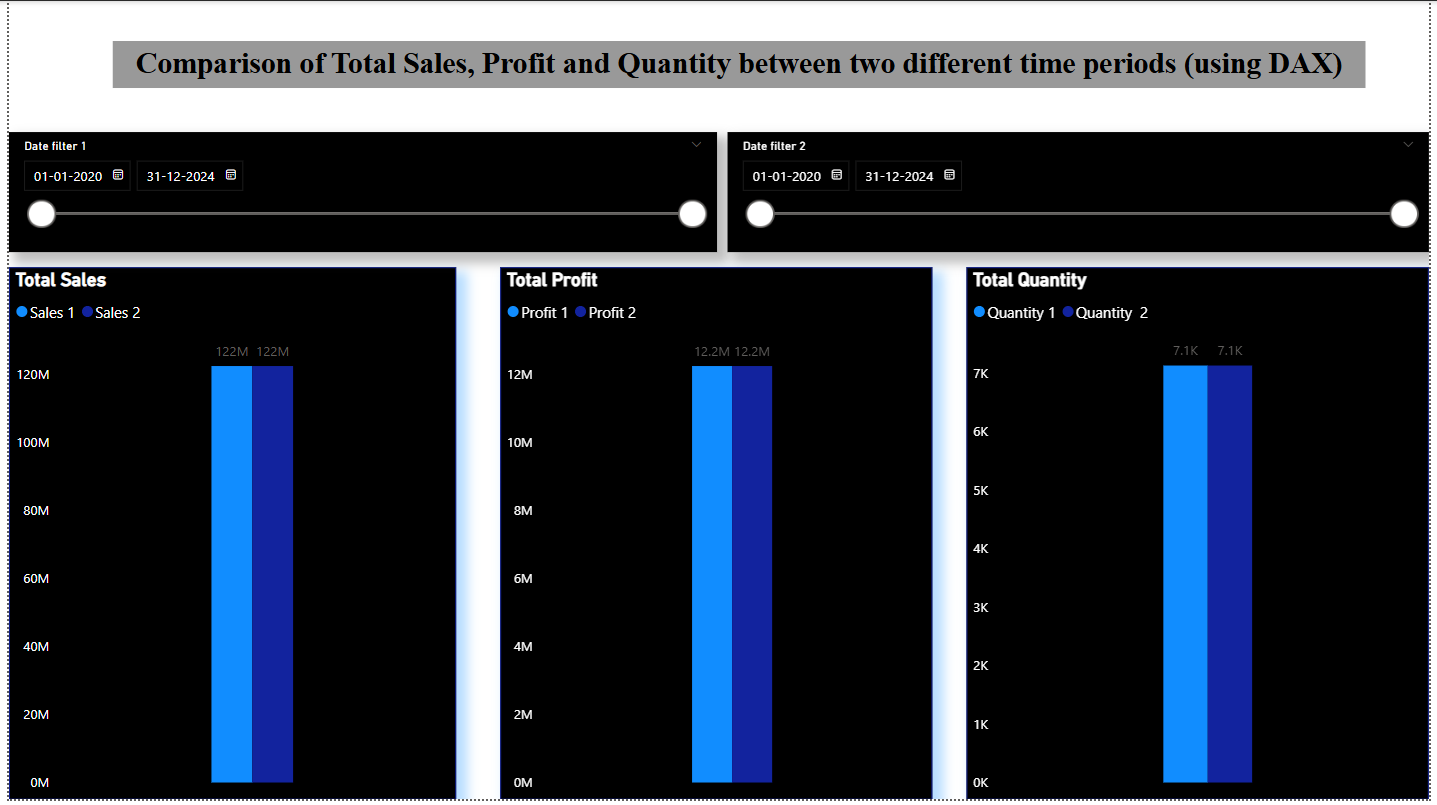 Comparison of Total Sales, Profit and Quantity between two different time periods (using DAX)
Date filter 1
01-01-2020 31-12-2024
Date filter 2
01-01-2020 31-12-2024
Total Sales
Sales 1 Sales 2
122M 122M
120M
100M
80M
60M
40M
20M
0M
Total Profit
Profit 1 Profit 2
12.2M 12.2M
12M
10M
8M
6M
4M
2M
0M
Total Quantity
Quantity 1 Quantity 2
7.1K 7.1K
7K
6K
5K
4K
3K
2K
1K
0K